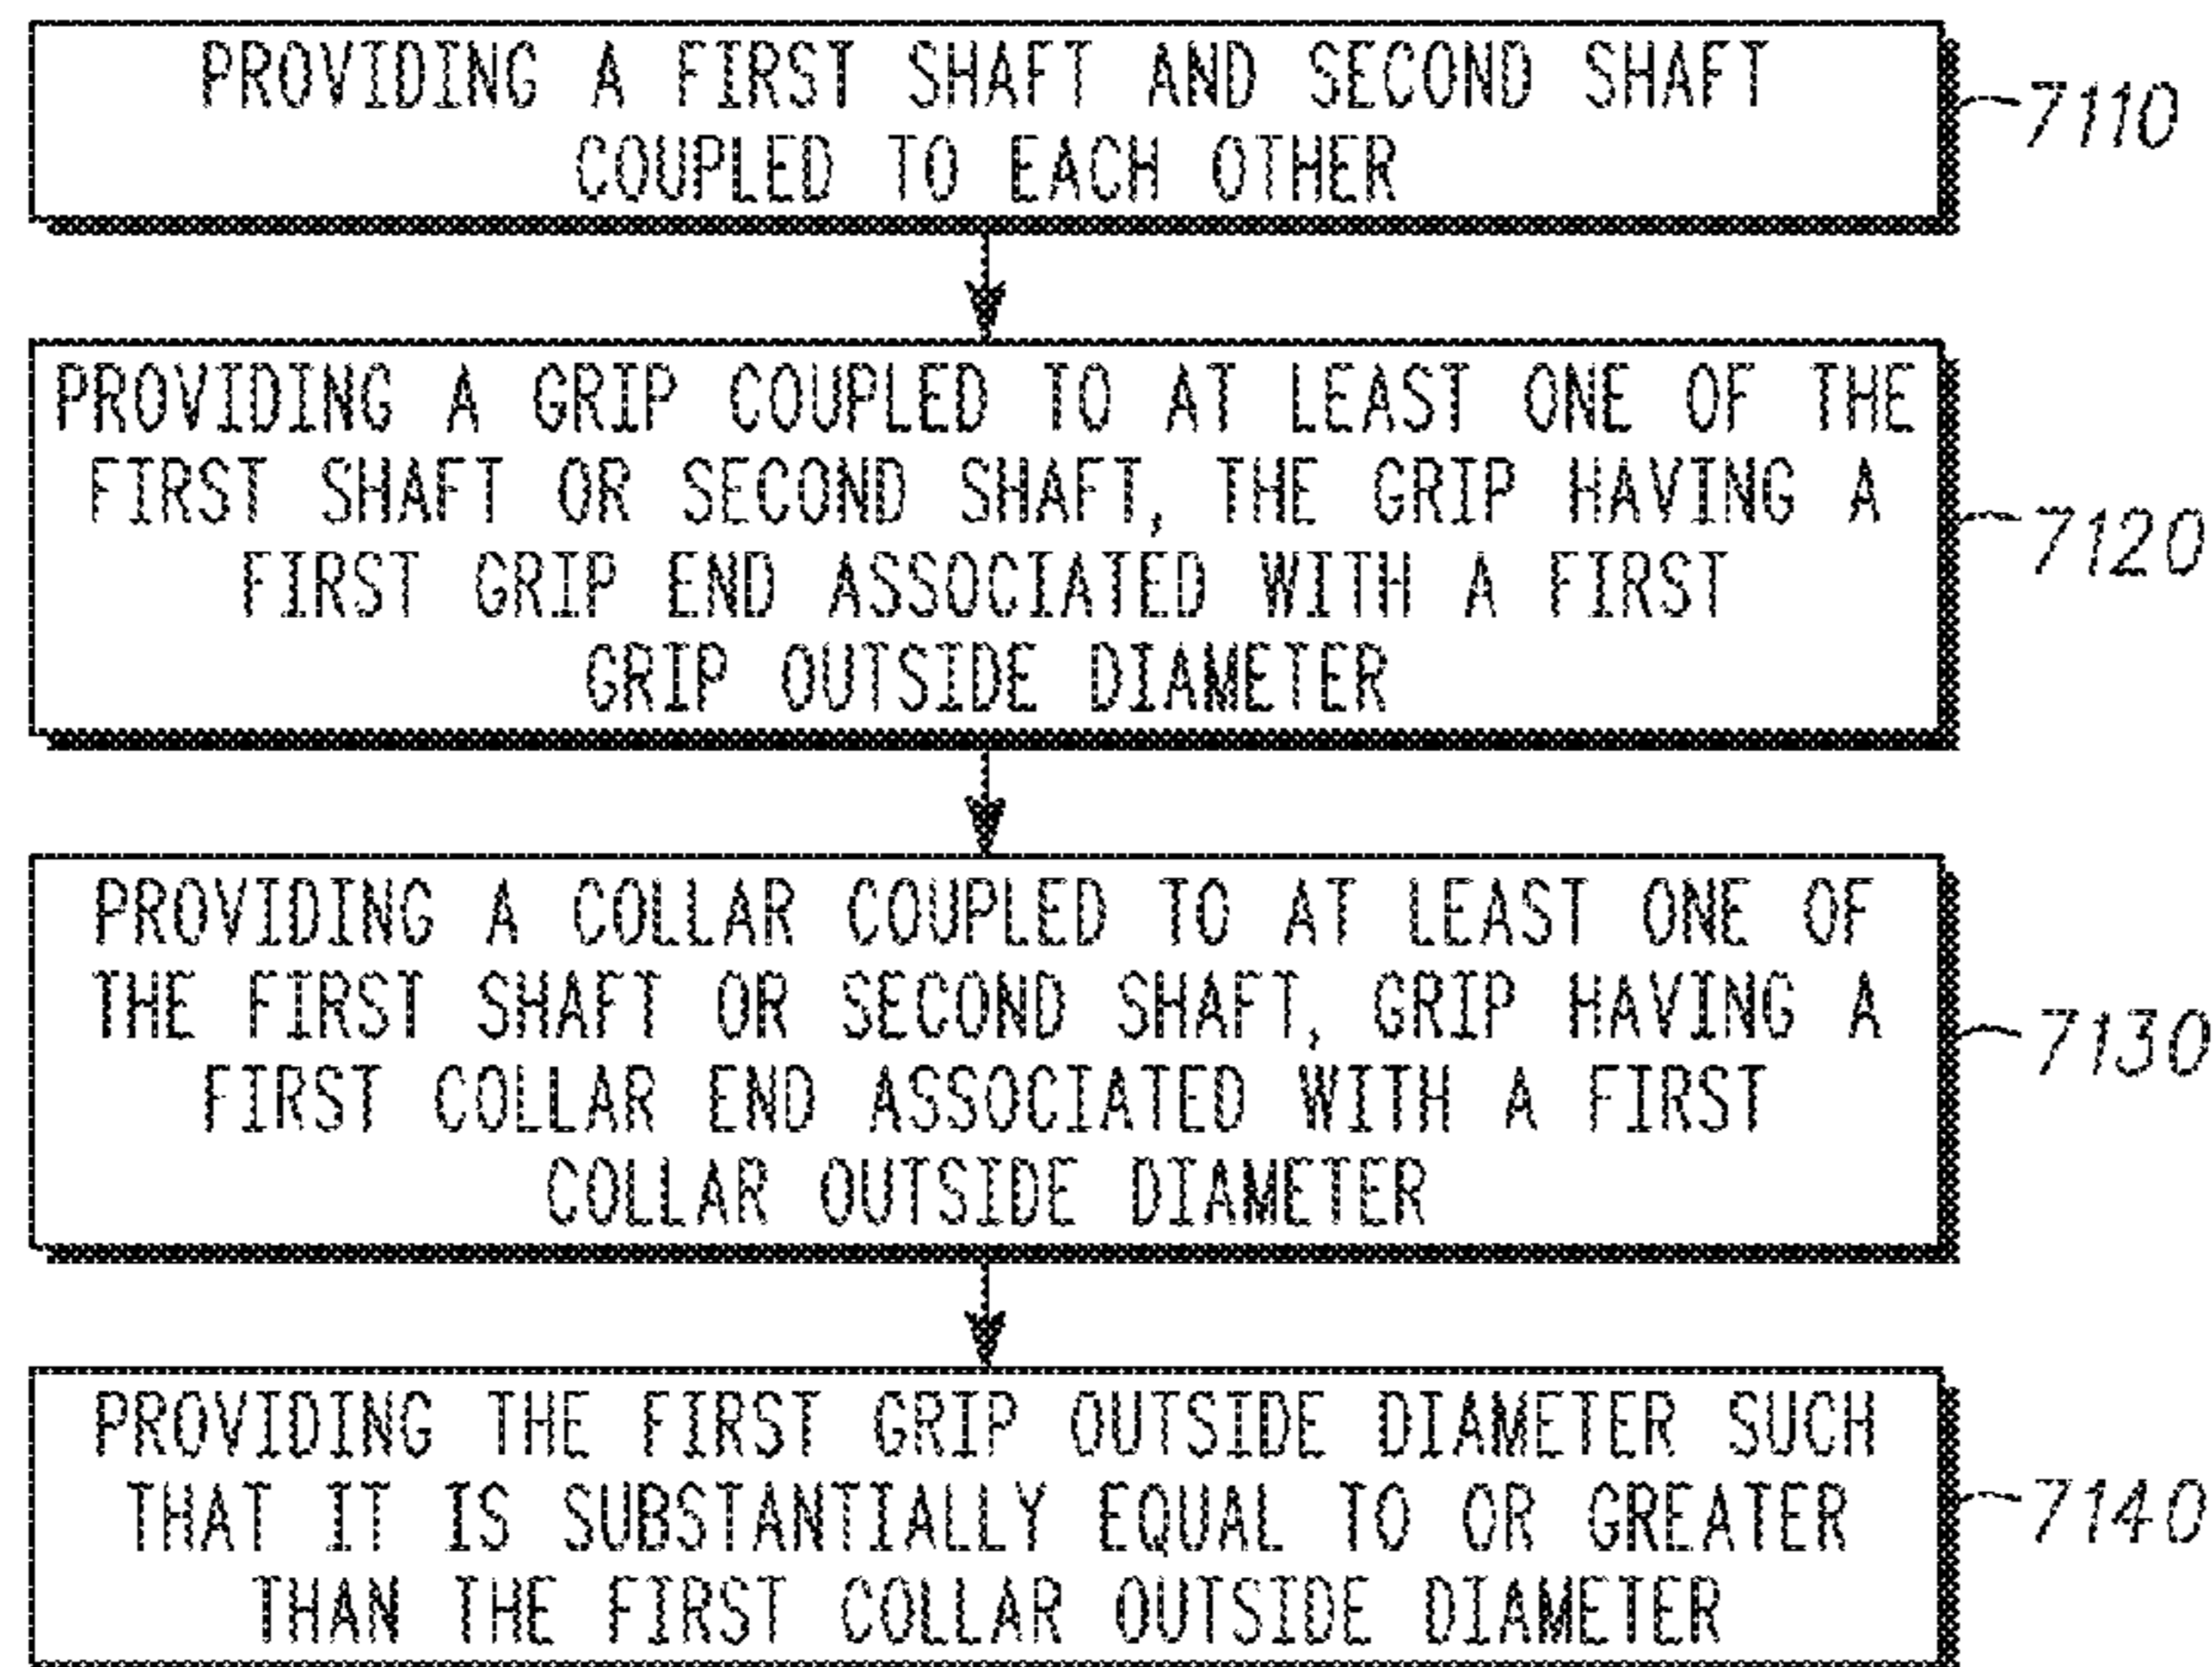 PROVIDING A FIRST SHAFT AND SECOND SHAFT
COUPLED TO EACH OTHER
7110
PROVIDING A GRIP COUPLED TO AT LEAST ONE OF THE
FIRST SHAFT OR SECOND SHAFT, THE GRIP HAVING A
FIRST GRIP END ASSOCIATED WITH A FIRST
GRIP OUTSIDE DIAMETER
7120
PROVIDING A COLLAR COUPLED TO AT LEAST ONE OF
THE FIRST SHAFT OR SECOND SHAFT, GRIP HAVING A
FIRST COLLAR END ASSOCIATED WITH A FIRST
COLLAR OUTSIDE DIAMETER
7130
PROVIDING THE FIRST GRIP OUTSIDE DIAMETER SUCH
THAT IT IS SUBSTANTIALLY EQUAL TO OR GREATER
THAN THE FIRST COLLAR OUTSIDE DIAMETER
7140